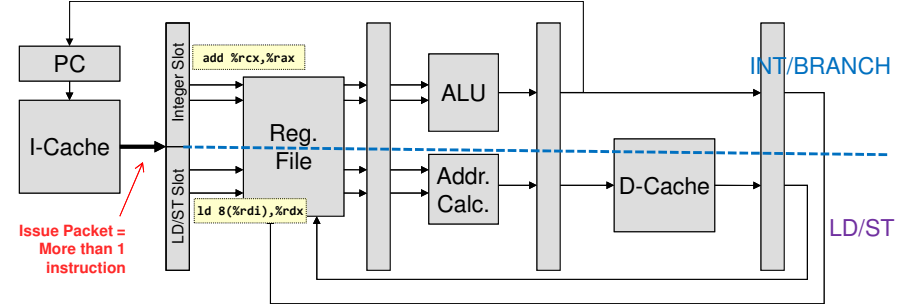 PC
I-Cache
Issue Packet =
More than 1
instruction
Integer Slot
LD/ST Slot
add %rcx,%rax
Reg.
File
ld 8(%rdi),%rdx
ALU
Addr.
Calc.
D-Cache
INT/BRANCH
LD/ST